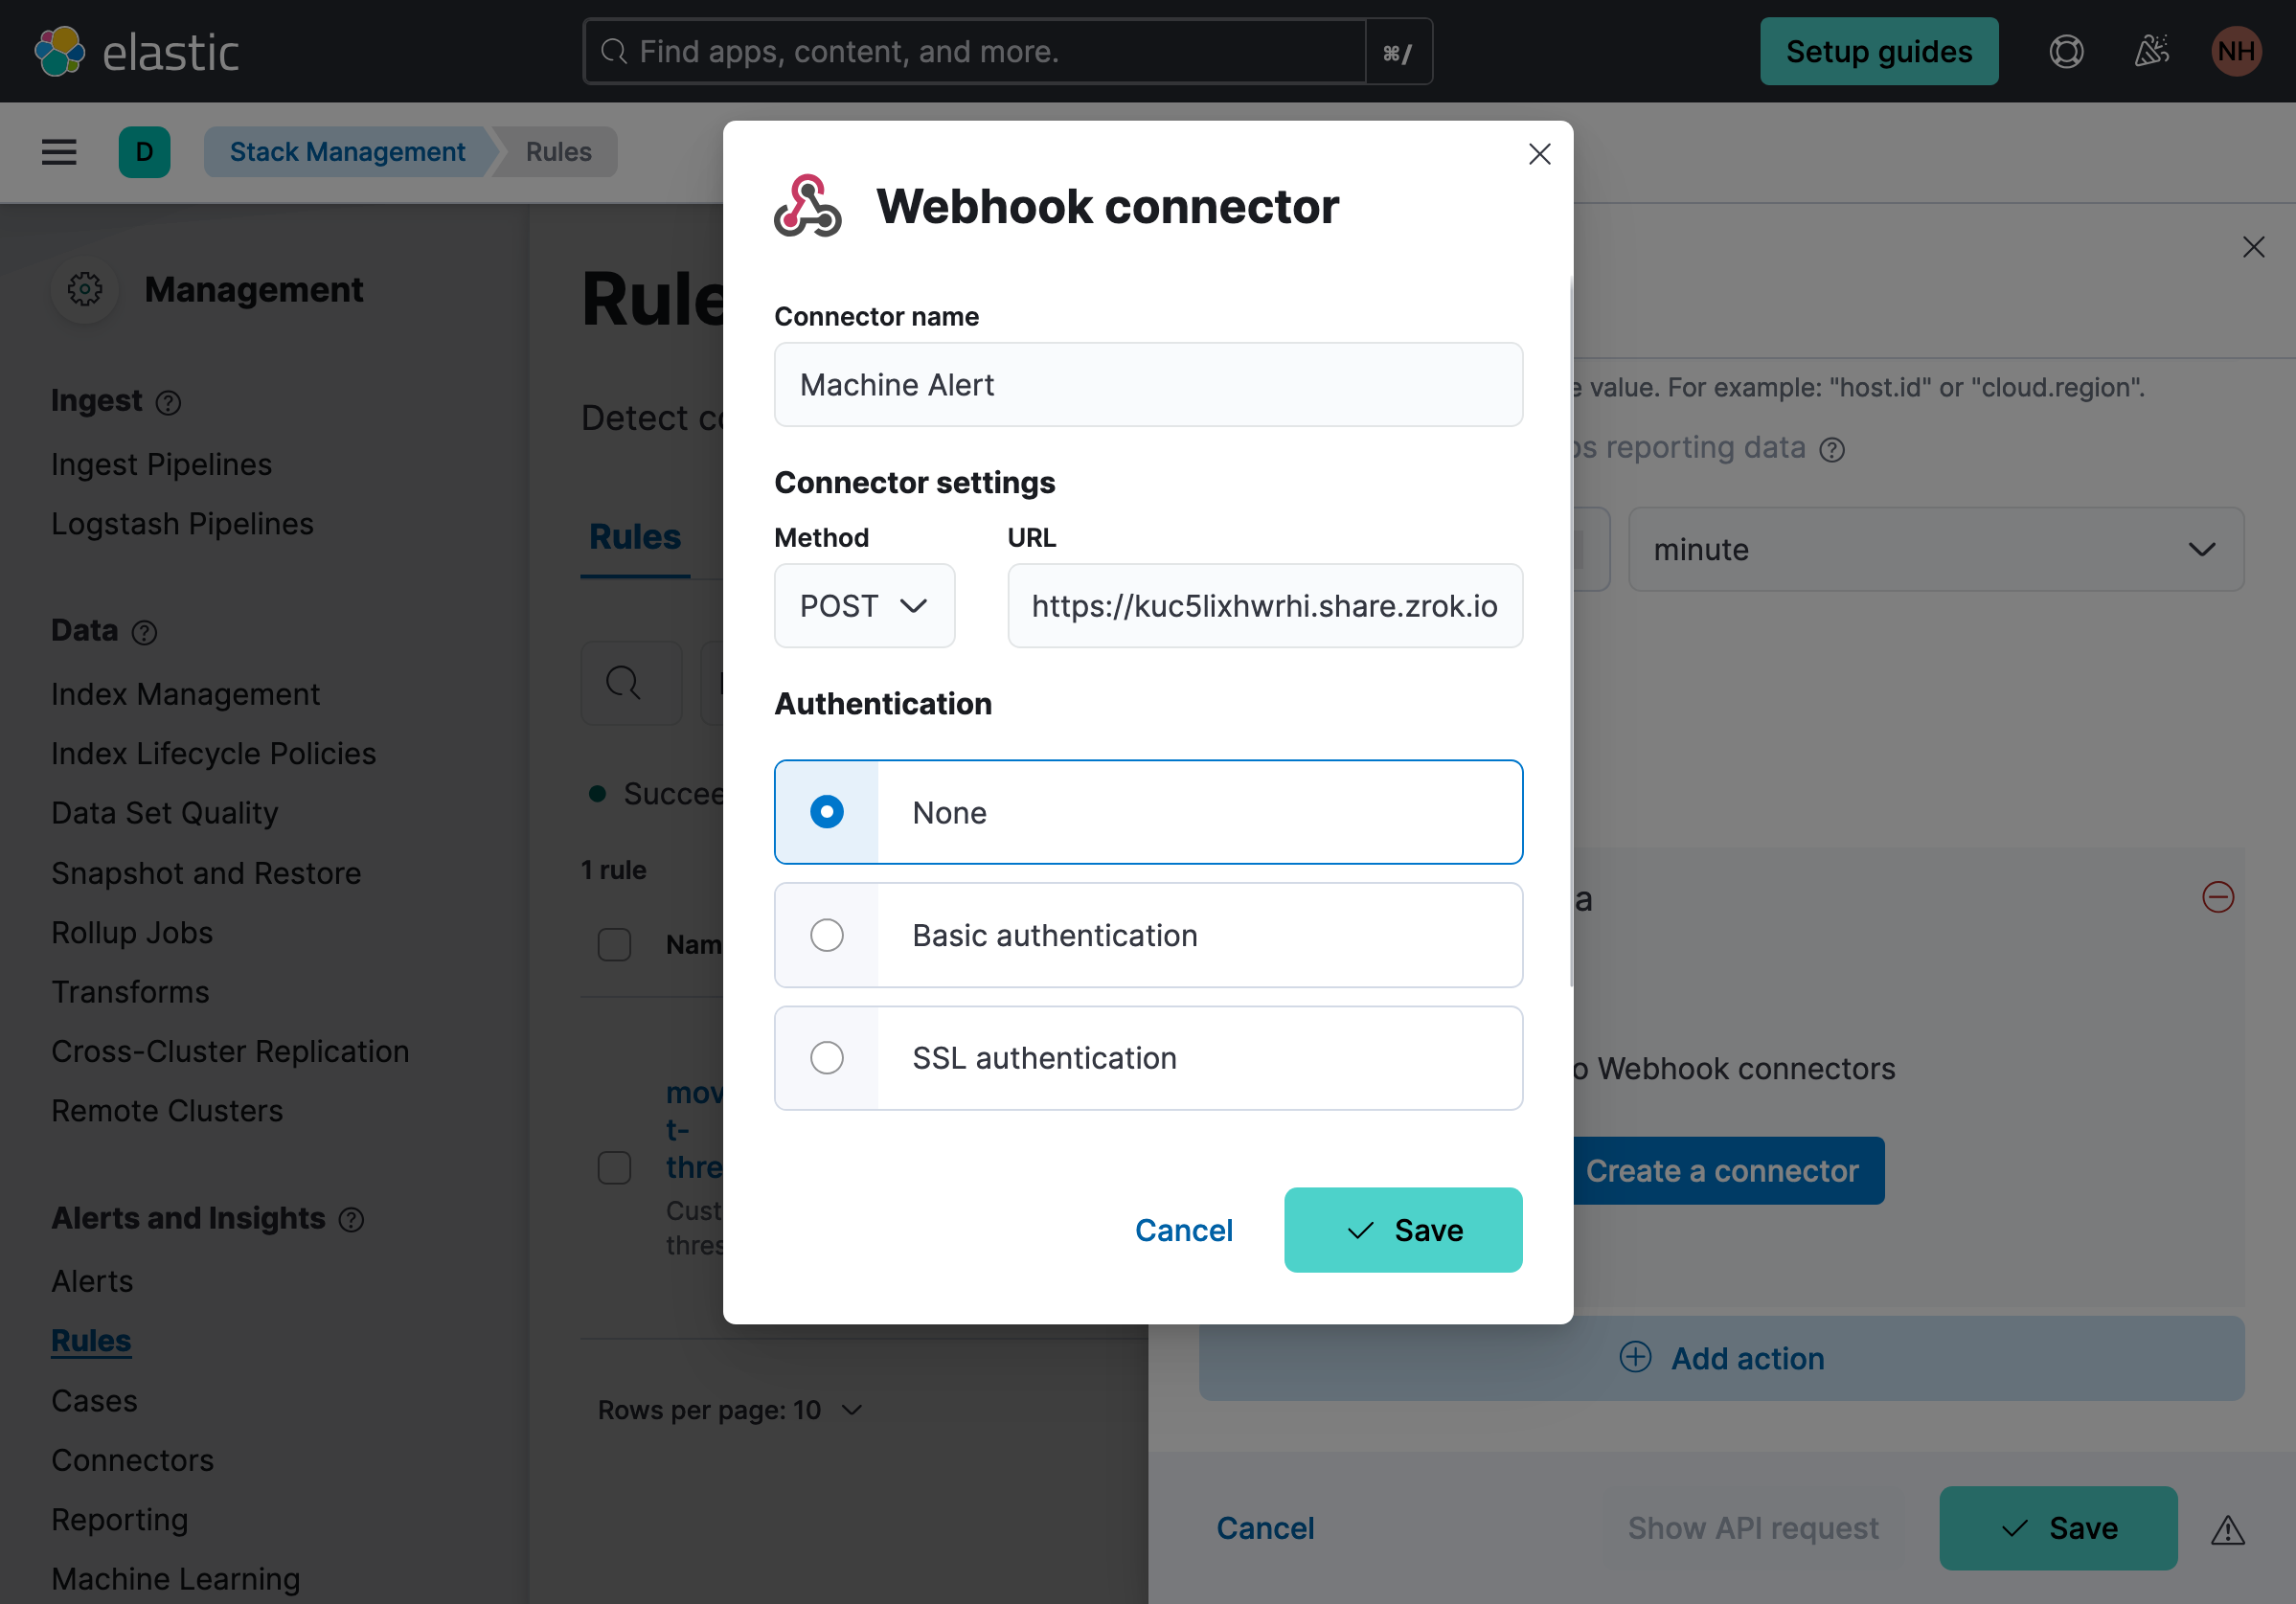 elastic
Find apps, content, and more.
⌘/
Setup guides
NH
D
Stack Management
Rules
Management
Ingest
Ingest Pipelines
Logstash Pipelines
Data
Index Management
Index Lifecycle Policies
Data Set Quality
Snapshot and Restore
Rollup Jobs
Transforms
Cross-Cluster Replication
Remote Clusters
Alerts and Insights
Alerts
Rules
Cases
Connectors
Reporting
Machine Learning
Rule
Detect co
Rules
Succee
1 rule
Nam
mov
t-
thre
Cust
thres
Rows per page: 10
Webhook connector
Connector name
Machine Alert
Connector settings
Method
URL
POST
https://kuc5lixhwrhi.share.zrok.io
Authentication
None
Basic authentication
SSL authentication
Cancel
Save
e value. For example: "host.id" or "cloud.region".
ps reporting data
minute
a
o Webhook connectors
Create a connector
Add action
Cancel
Show API request
Save